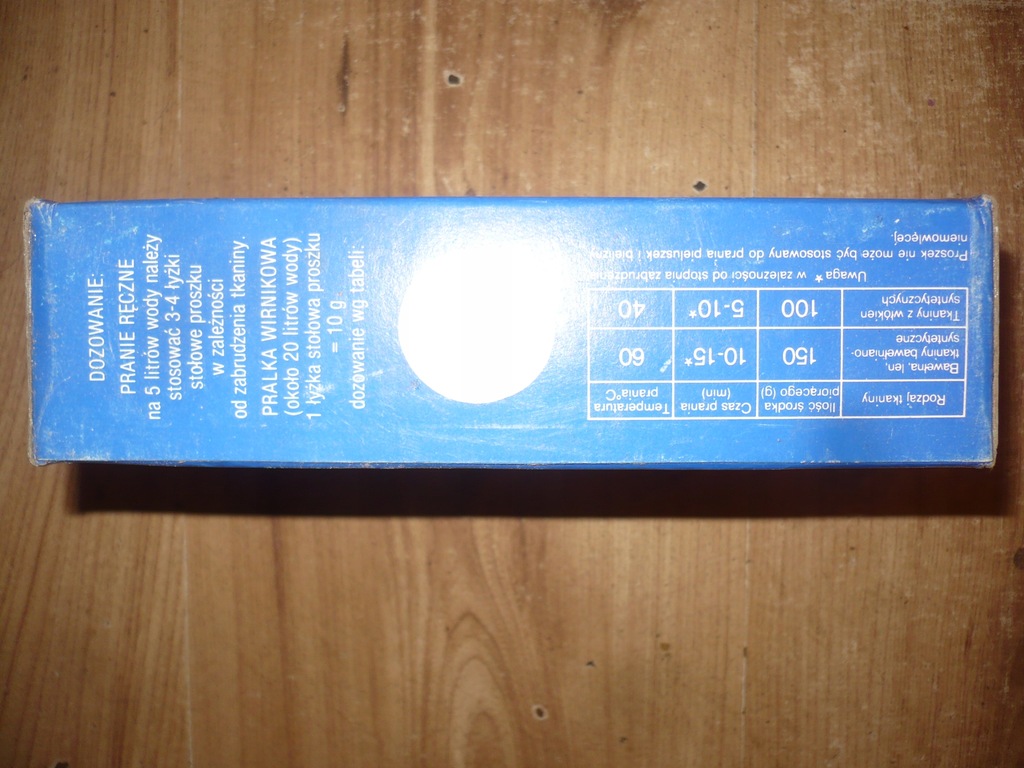 DOZOWANIE:
PRANIE RĘCZNE
na 5 litrów wody należy
stosować 3-4 łyżki
stołowe proszku
w zależności
od zabrudzenia tkaniny.
PRALKA WIRNIKOWA
(około 20 litrów wody)
1 łyżka stołowa proszku
= 10 g
dozowanie wg tabeli:
Rodzaj tkaniny
Ilość środka piorącego (g)
Czas prania (min)
Temperatura prania°C
Bawełna, len, tkaniny bawełniano-syntetyczne
150
10-15*
60
Tkaniny z włókien syntetycznych
100
5-10*
40
Uwaga * w zależności od stopnia zabrudzenia
Proszek nie może być stosowany do prania pieluszek i bielizny
niemowlęcej.